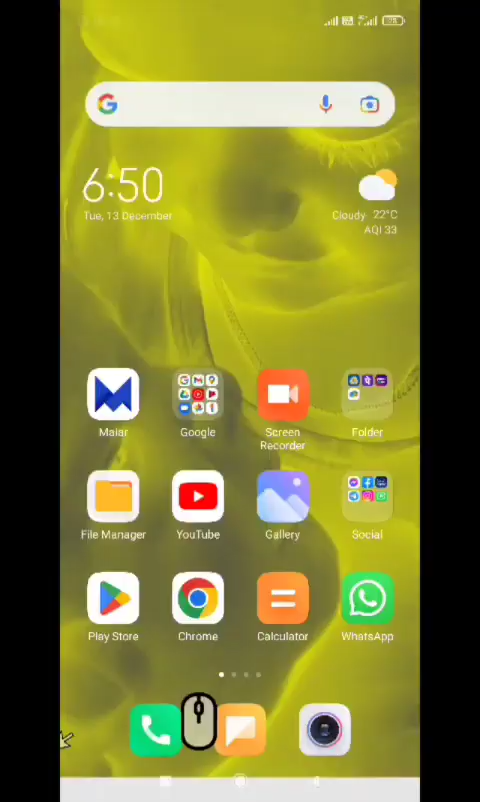 6:50
Tue, 13 December
Cloudy 22°C
AQI 33
Maiar
Google
Screen
Recorder
Folder
File Manager
YouTube
Gallery
Social
Play Store
Chrome
Calculator
WhatsApp